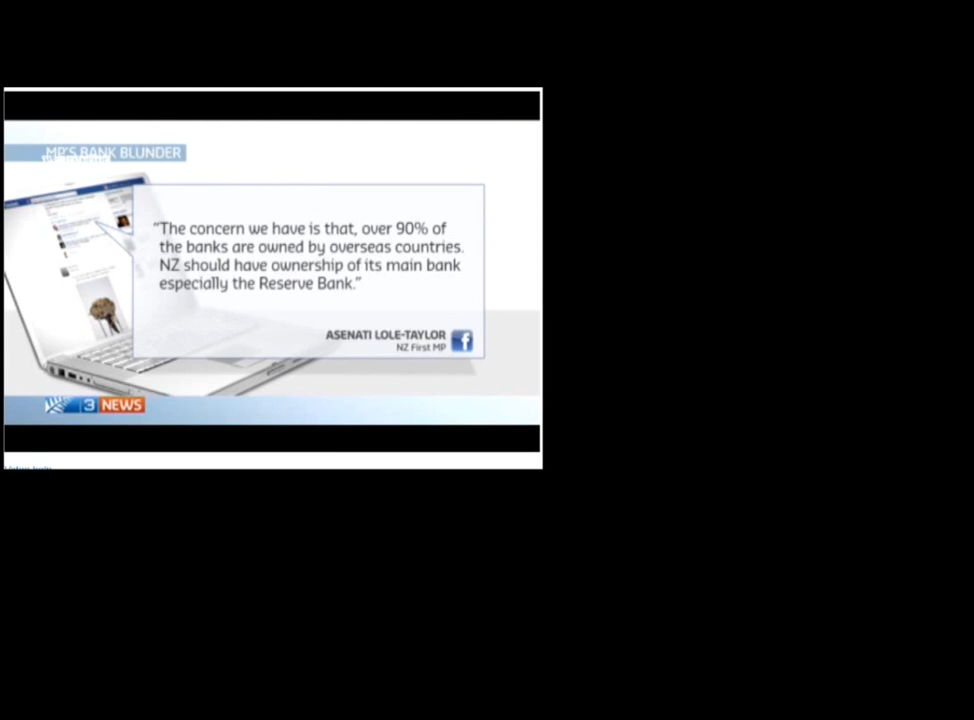 MP'S BANK BLUNDER
"The concern we have is that, over 90% of
the banks are owned by overseas countries.
NZ should have ownership of its main bank
especially the Reserve Bank."
ASENATI LOLE-TAYLOR
NZ First MP
f
3 NEWS